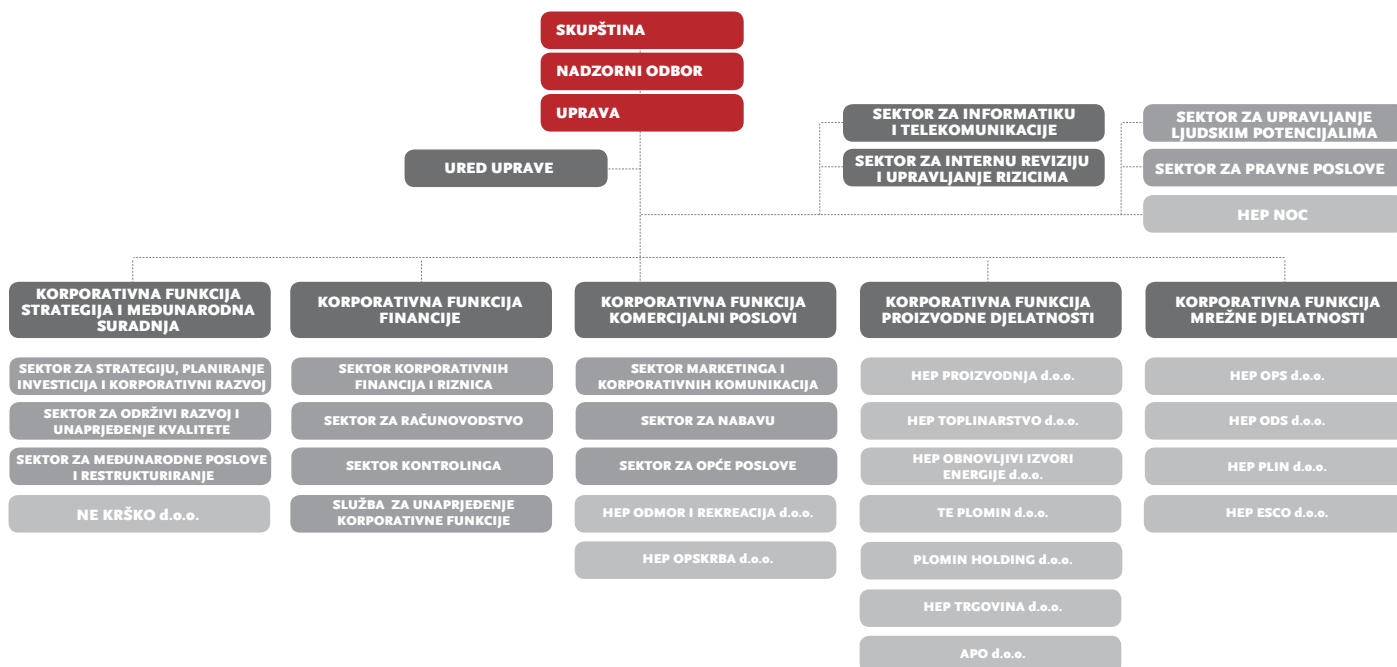 SKUPŠTINA
NADZORNI ODBOR
UPRAVA
URED UPRAVE
SEKTOR ZA INFORMATIKU
I TELEKOMUNIKACIJE
SEKTOR ZA INTERNU REVIZIJU
I UPRAVLJANJE RIZICIMA
SEKTOR ZA UPRAVLJANJE
LJUDSKIM POTENCIJALIMA
SEKTOR ZA PRAVNE POSLOVE
HEP NOC
KORPORATIVNA FUNKCIJA
STRATEGIJA I MEĐUNARODNA
SURADNJA
SEKTOR ZA STRATEGIJU, PLANIRANJE
INVESTICIJA I KORPORATIVNI RAZVOJ
SEKTOR ZA ODRŽIVI RAZVOJ I
UNAPRJEĐENJE KVALITETE
SEKTOR ZA MEĐUNARODNE POSLOVE
I RESTRUKTURIRANJE
NE KRŠKO d.o.o.
KORPORATIVNA FUNKCIJA
FINANCIJE
SEKTOR KORPORATIVNIH
FINANCIJA I RIZNICA
SEKTOR ZA RAČUNOVODSTVO
SEKTOR KONTROLINGA
SLUŽBA ZA UNAPRJEĐENJE
KORPORATIVNE FUNKCIJE
KORPORATIVNA FUNKCIJA
KOMERCIJALNI POSLOVI
SEKTOR MARKETINGA I
KORPORATIVNIH KOMUNIKACIJA
SEKTOR ZA NABAVU
SEKTOR ZA OPĆE POSLOVE
HEP ODMOR I REKREACIJA d.o.o.
HEP OPSKRBA d.o.o.
KORPORATIVNA FUNKCIJA
PROIZVODNE DJELATNOSTI
HEP PROIZVODNJA d.o.o.
HEP TOPLINARSTVO d.o.o.
HEP OBNOVLJIVI IZVORI
ENERGIJE d.o.o.
TE PLOMIN d.o.o.
PLOMIN HOLDING d.o.o.
HEP TRGOVINA d.o.o.
APO d.o.o.
KORPORATIVNA FUNKCIJA
MREŽNE DJELATNOSTI
HEP OPS d.o.o.
HEP ODS d.o.o.
HEP PLIN d.o.o.
HEP ESCO d.o.o.